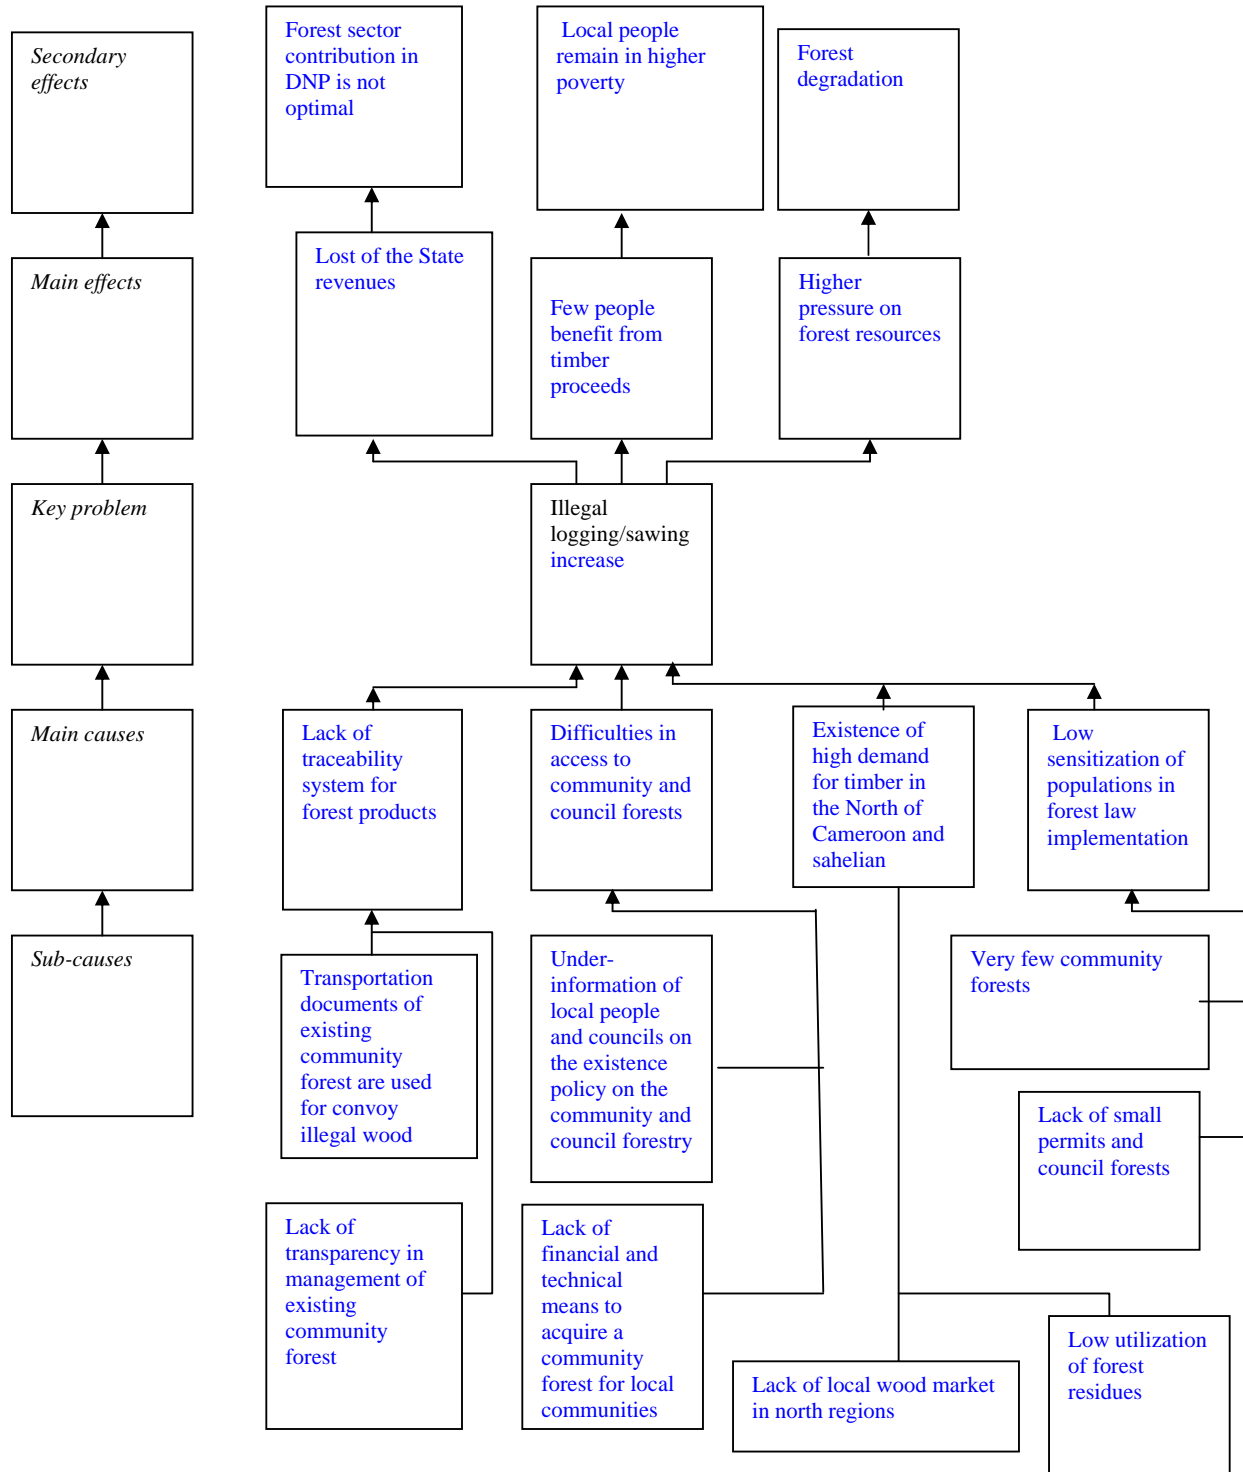 Secondary
effects
Forest sector
contribution in
DNP is not
optimal
Local people
remain in higher
poverty
Forest
degradation
Main effects
Lost of the State
revenues
Few people
benefit from
timber
proceeds
Higher
pressure on
forest resources
Key problem
Illegal
logging/sawing
increase
Main causes
Lack of
traceability
system for
forest products
Difficulties in
access to
community and
council forests
Existence of
high demand
for timber in
the North of
Cameroon and
sahelian
Low
sensitization of
populations in
forest law
implementation
Sub-causes
Transportation
documents of
existing
community
forest are used
for convoy
illegal wood
Under-
information of
local people
and councils on
the existence
policy on the
community and
council forestry
Very few community
forests
Lack of small
permits and
council forests
Lack of
transparency in
management of
existing
community
forest
Lack of
financial and
technical
means to
acquire a
community
forest for local
communities
Lack of local wood market
in north regions
Low utilization
of forest
residues